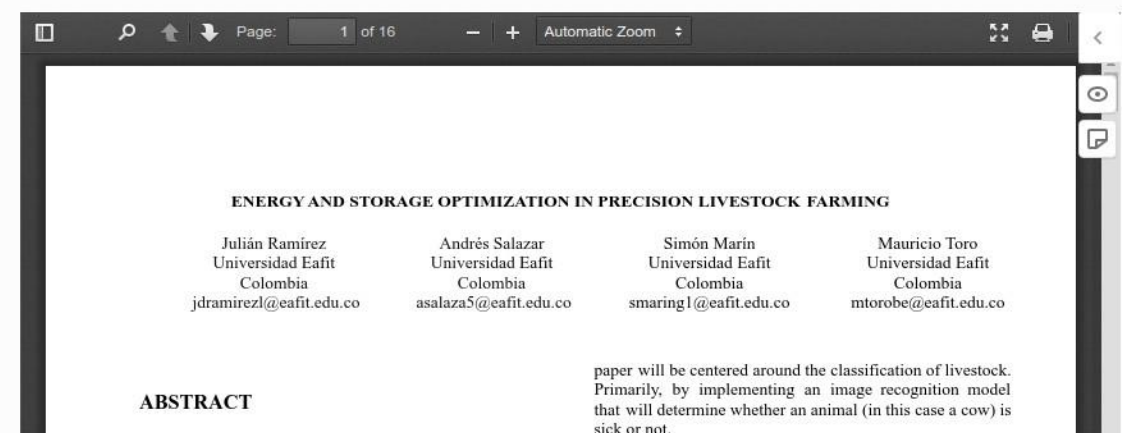 Page: 1 of 16 Automatic Zoom
ENERGY AND STORAGE OPTIMIZATION IN PRECISION LIVESTOCK FARMING
Julián Ramírez
Universidad Eafit
Colombia
jdramirezl@eafit.edu.co
Andrés Salazar
Universidad Eafit
Colombia
asalaza5@eafit.edu.co
Simón Marín
Universidad Eafit
Colombia
smaring1@eafit.edu.co
Mauricio Toro
Universidad Eafit
Colombia
mtorobe@eafit.edu.co
ABSTRACT
paper will be centered around the classification of livestock.
Primarily, by implementing an image recognition model
that will determine whether an animal (in this case a cow) is
sick or not.